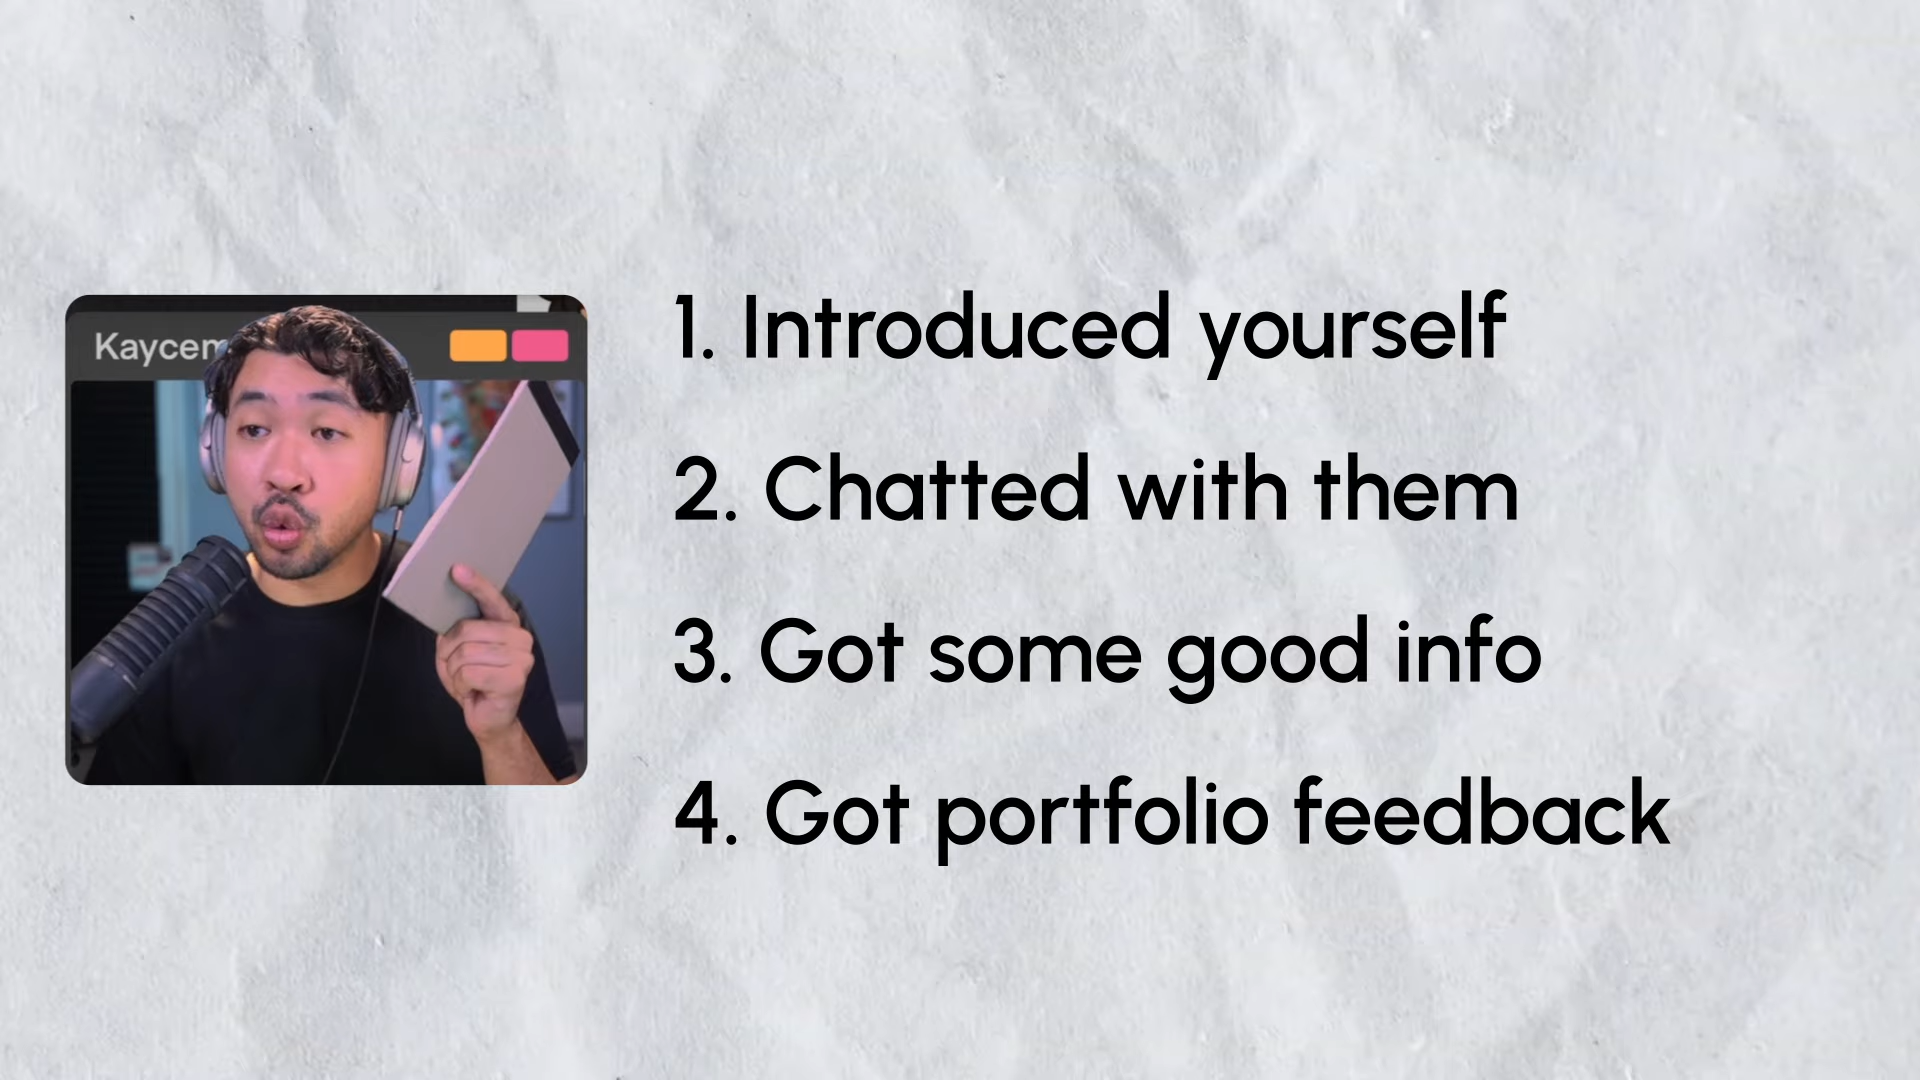 Kaycem
1. Introduced yourself
2. Chatted with them
3. Got some good info
4. Got portfolio feedback